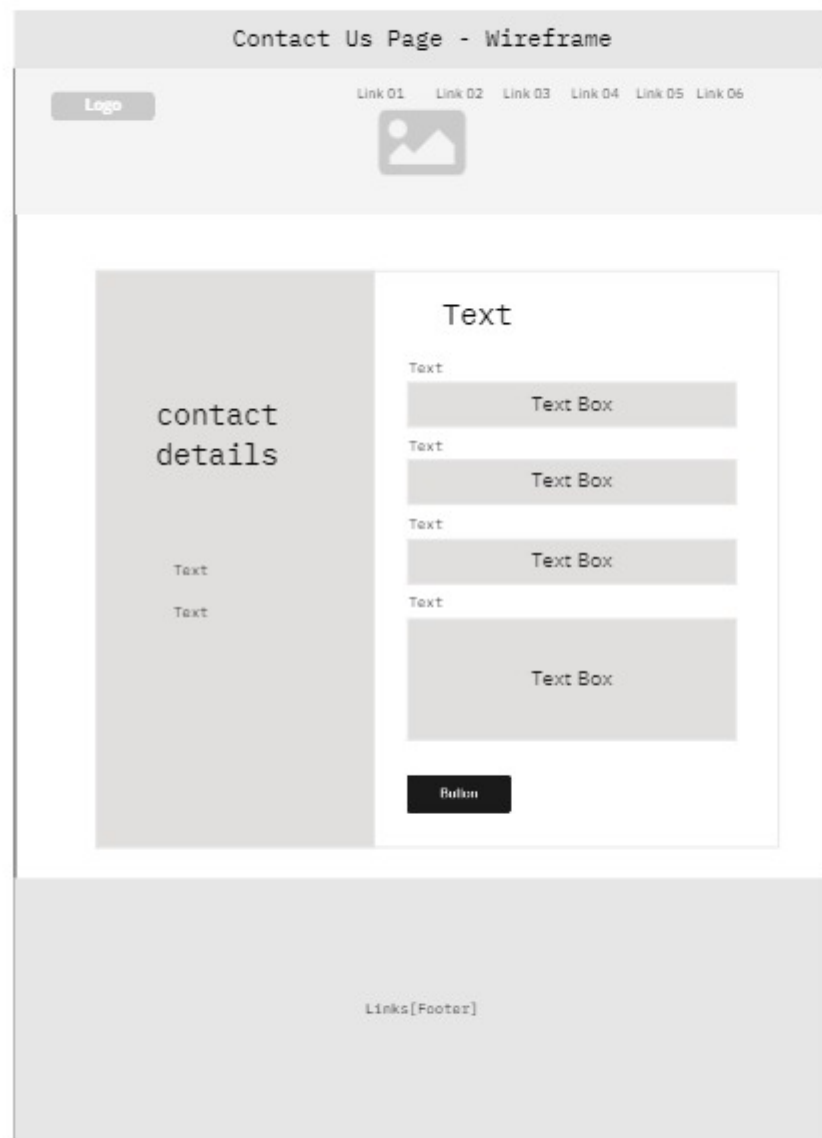 Contact Us Page - Wireframe
Logo
Link 01 Link 02 Link 03 Link 04 Link 05 Link 06
contact
details
Text
Text
Text
Text
Text Box
Text
Text Box
Text
Text Box
Text
Text Box
Button
Links[Footer]